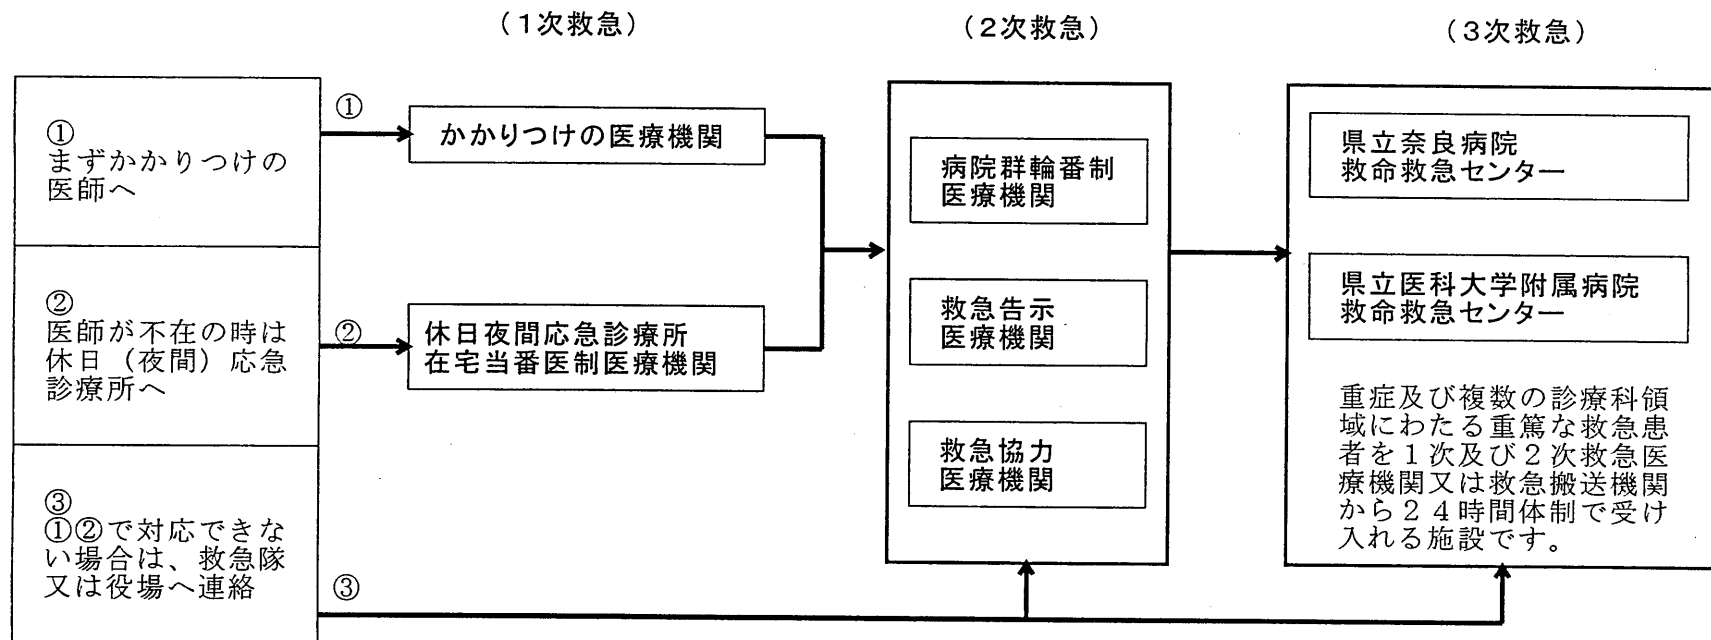 （１次救急）
（２次救急）
（３次救急）
①
まずかかりつけの
医師へ
②
医師が不在の時は
休日（夜間）応急
診療所へ
③
①②で対応できな
い場合は、救急隊
又は役場へ連絡
①
かかりつけの医療機関
②
休日夜間応急診療所
在宅当番医制医療機関
③
病院群輪番制
医療機関
救急告示
医療機関
救急協力
医療機関
県立奈良病院
救命救急センター
県立医科大学附属病院
救命救急センター
重症及び複数の診療科領
域にわたる重篤な救急患
者を１次及び２次救急医
療機関又は救急搬送機関
から２４時間体制で受け
入れる施設です。